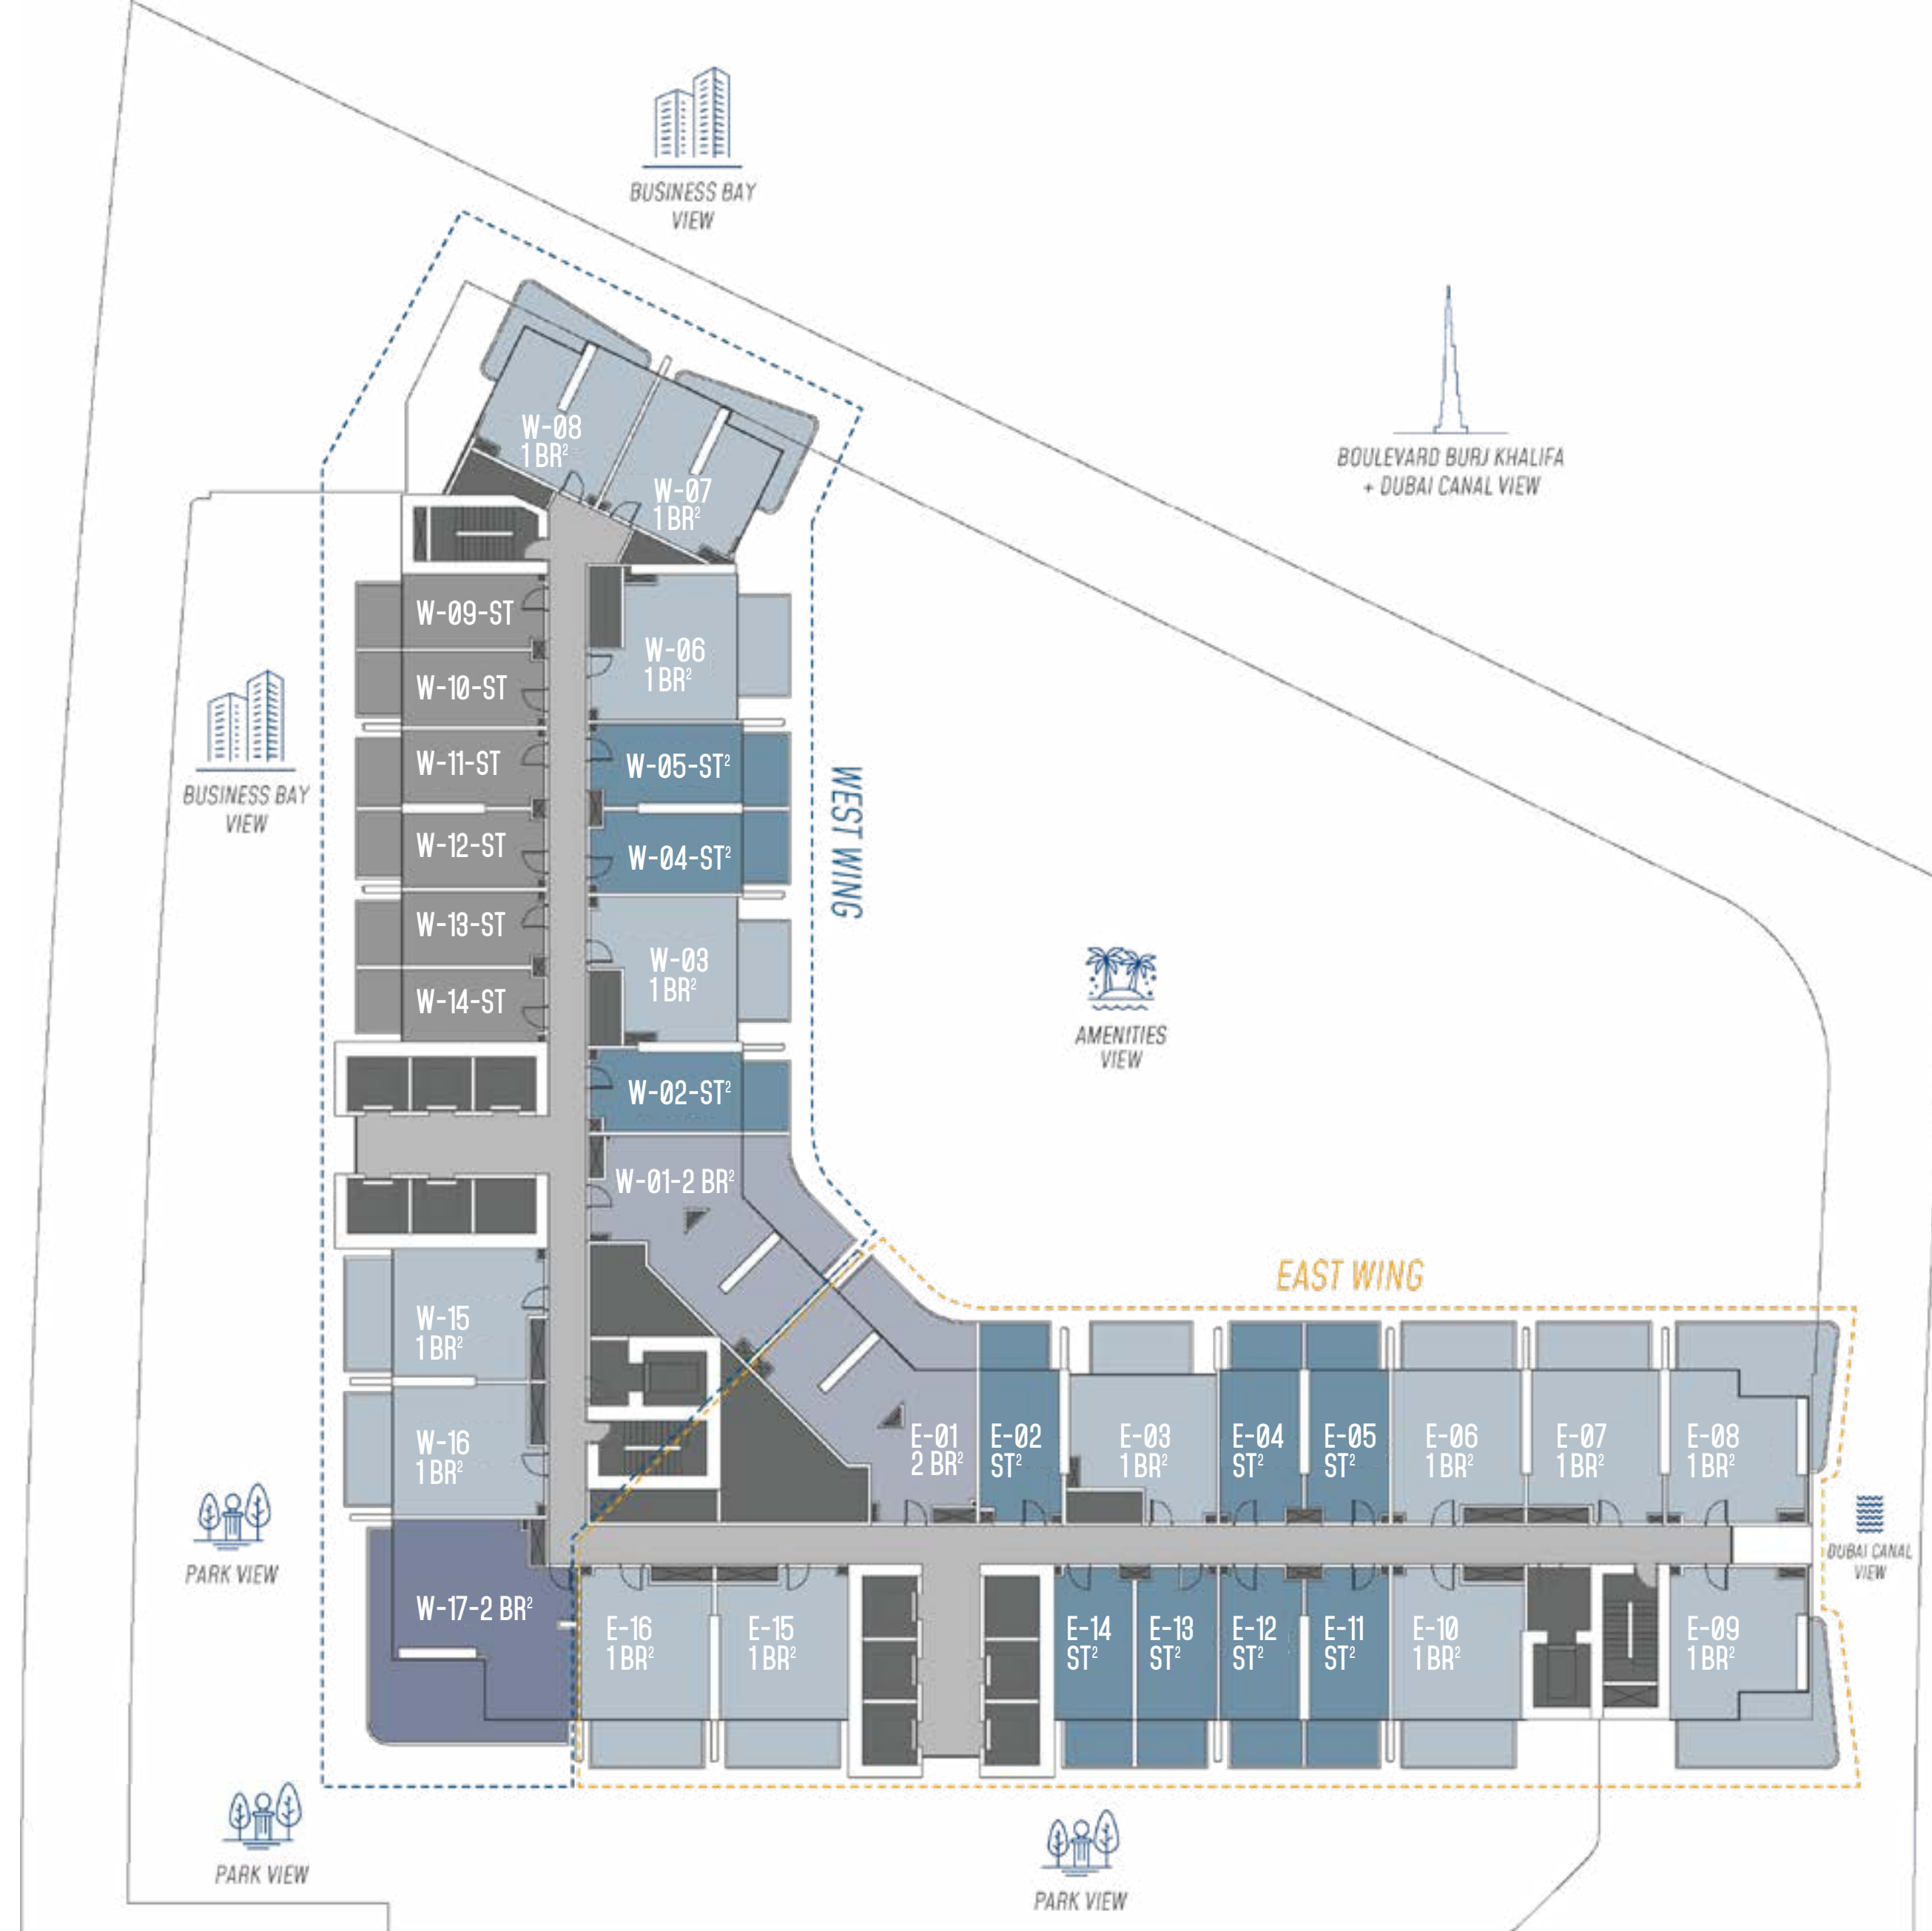 BUSINESS BAY
VIEW
BOULEVARD BURJ KHALIFA
+ DUBAI CANAL VIEW
W-08
1 BR²
W-07
1 BR²
W-09-ST
W-10-ST
W-11-ST
W-12-ST
W-13-ST
W-14-ST
W-06
1 BR²
W-05-ST²
W-04-ST²
W-03
1 BR²
W-02-ST²
W-01-2 BR²
BUSINESS BAY
VIEW
WEST WING
AMENITIES
VIEW
EAST WING
W-15
1 BR²
W-16
1 BR²
W-17-2 BR²
E-01
2 BR²
E-02
ST²
E-03
1 BR²
E-04
ST²
E-05
ST²
E-06
1 BR²
E-07
1 BR²
E-08
1 BR²
DUBAI CANAL
VIEW
E-16
1 BR²
E-15
1 BR²
E-14
ST²
E-13
ST²
E-12
ST²
E-11
ST²
E-10
1 BR²
E-09
1 BR²
PARK VIEW
PARK VIEW
PARK VIEW